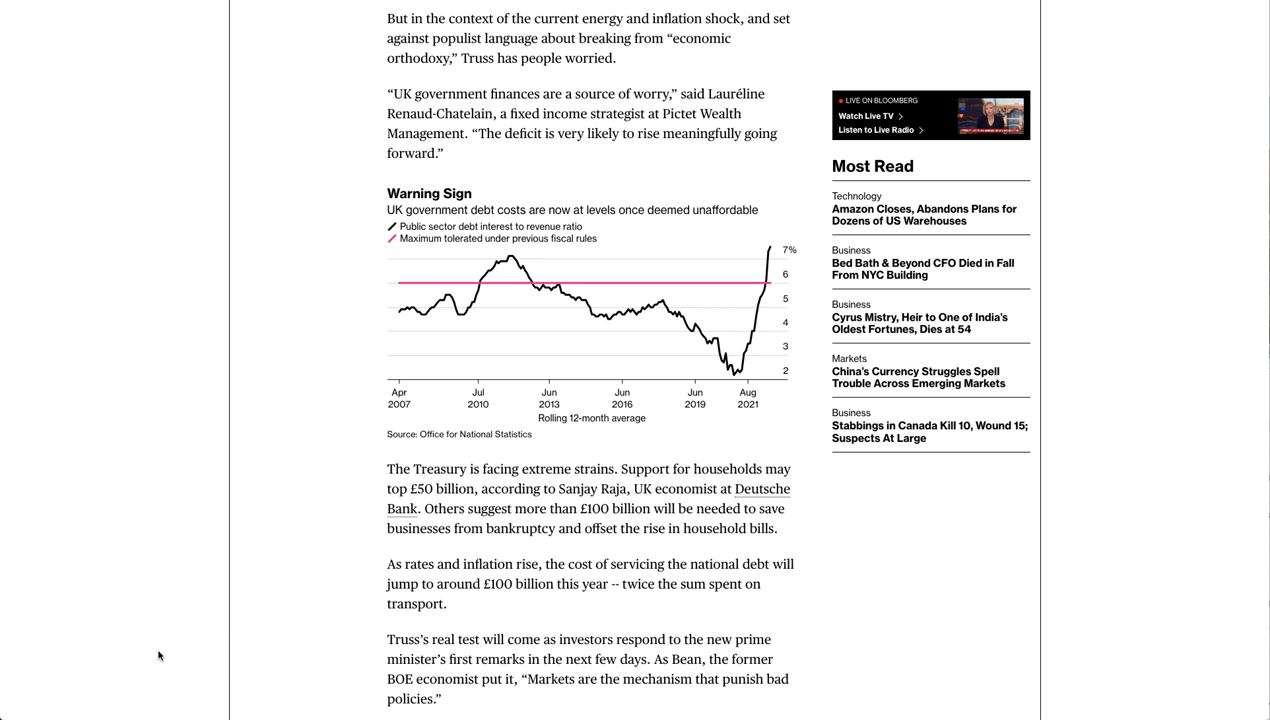 But in the context of the current energy and inflation shock, and set
against populist language about breaking from “economic
orthodoxy,” Truss has people worried.
“UK government finances are a source of worry,” said Lauréline
Renaud-Chatelain, a fixed income strategist at Pictet Wealth
Management. “The deficit is very likely to rise meaningfully going
forward.”
Warning Sign
UK government debt costs are now at levels once deemed unaffordable
Public sector debt interest to revenue ratio
Maximum tolerated under previous fiscal rules
7%
6
5
4
3
2
Apr Jul Jun Jun Jun Aug
2007 2010 2013 2016 2019 2021
Rolling 12-month average
Source: Office for National Statistics
The Treasury is facing extreme strains. Support for households may
top £50 billion, according to Sanjay Raja, UK economist at Deutsche
Bank. Others suggest more than £100 billion will be needed to save
businesses from bankruptcy and offset the rise in household bills.
As rates and inflation rise, the cost of servicing the national debt will
jump to around £100 billion this year -- twice the sum spent on
transport.
Truss’s real test will come as investors respond to the new prime
minister’s first remarks in the next few days. As Bean, the former
BOE economist put it, “Markets are the mechanism that punish bad
policies.”
LIVE ON BLOOMBERG
Watch Live TV
Listen to Live Radio
Most Read
Technology
Amazon Closes, Abandons Plans for
Dozens of US Warehouses
Business
Bed Bath & Beyond CFO Died in Fall
From NYC Building
Business
Cyrus Mistry, Heir to One of India’s
Oldest Fortunes, Dies at 54
Markets
China’s Currency Struggles Spell
Trouble Across Emerging Markets
Business
Stabbings in Canada Kill 10, Wound 15;
Suspects At Large